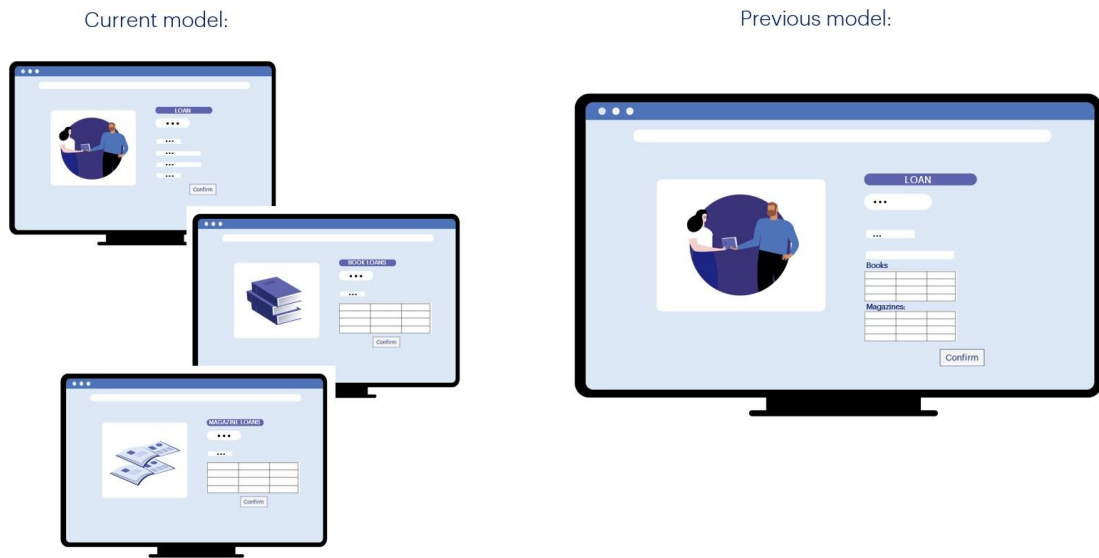 Current model:
LOAN
•••
•••
•••
•••
•••
Confirm
BOOK LOANS
•••
•••
Confirm
MAGAZINE LOANS
•••
•••
Confirm
Previous model:
LOAN
•••
•••
Books
Magazines:
Confirm